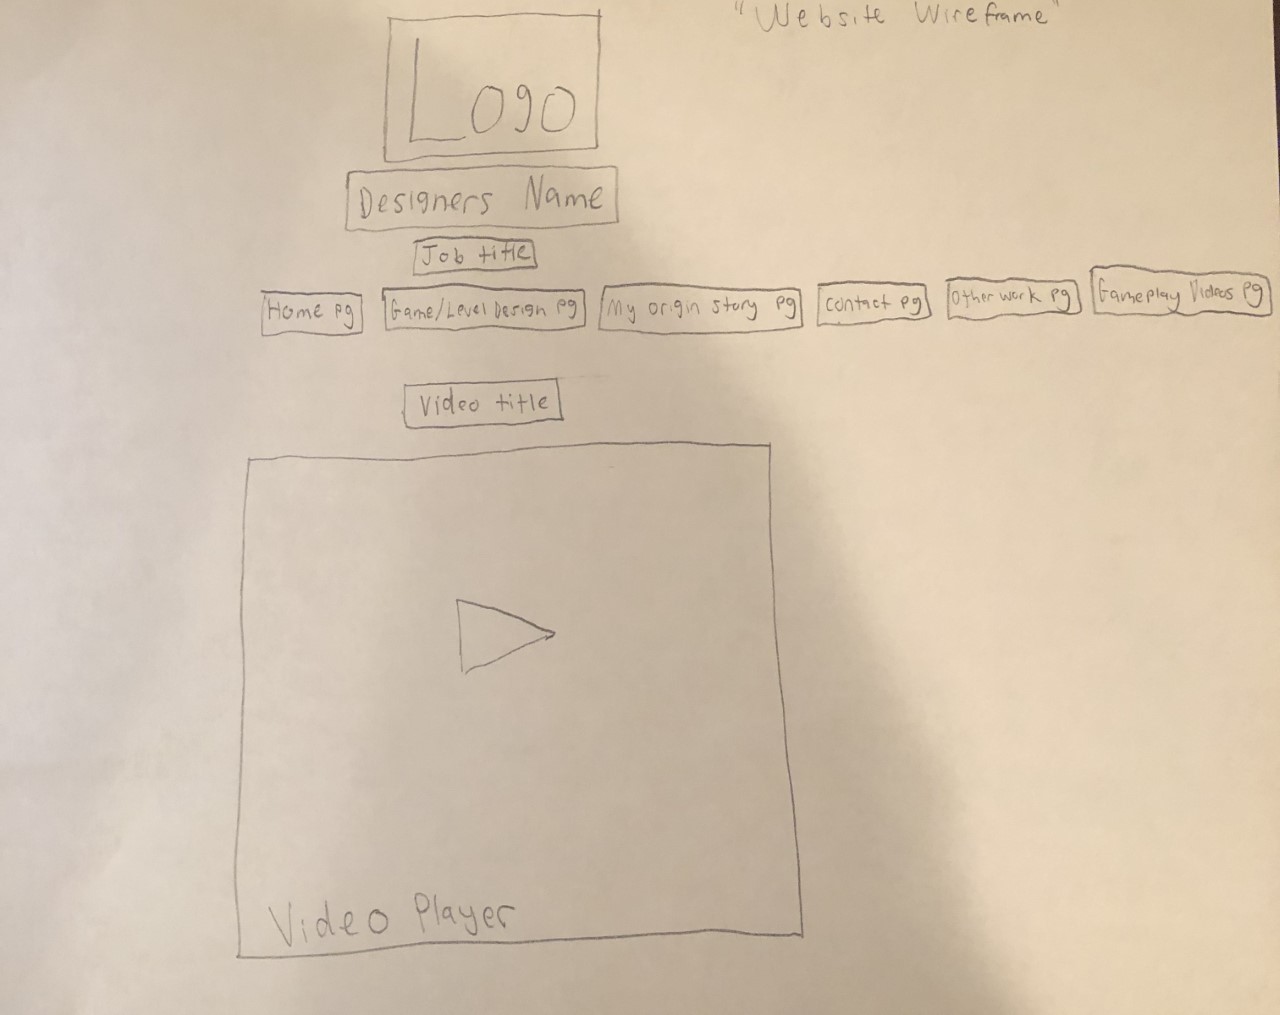 "Website Wireframe"
Logo
Designers Name
Job title
Home pg
Game/Level Design pg
My origin story pg
contact pg
Other work pg
Gameplay Videos pg
Video title
Video Player